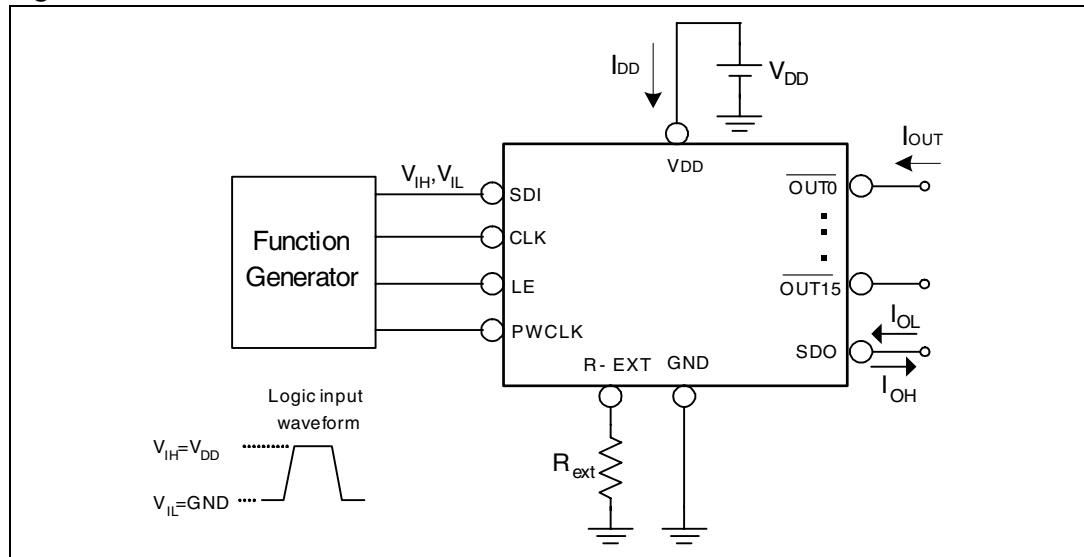 I_DD
V_DD
I_OUT
VDD
V_IH,V_IL
SDI
OUT0
CLK
Function
Generator
LE
OUT15
I_OL
PWCLK
SDO
R- EXT
GND
I_OH
Logic input
waveform
V_IH=V_DD
R_ext
V_IL=GND